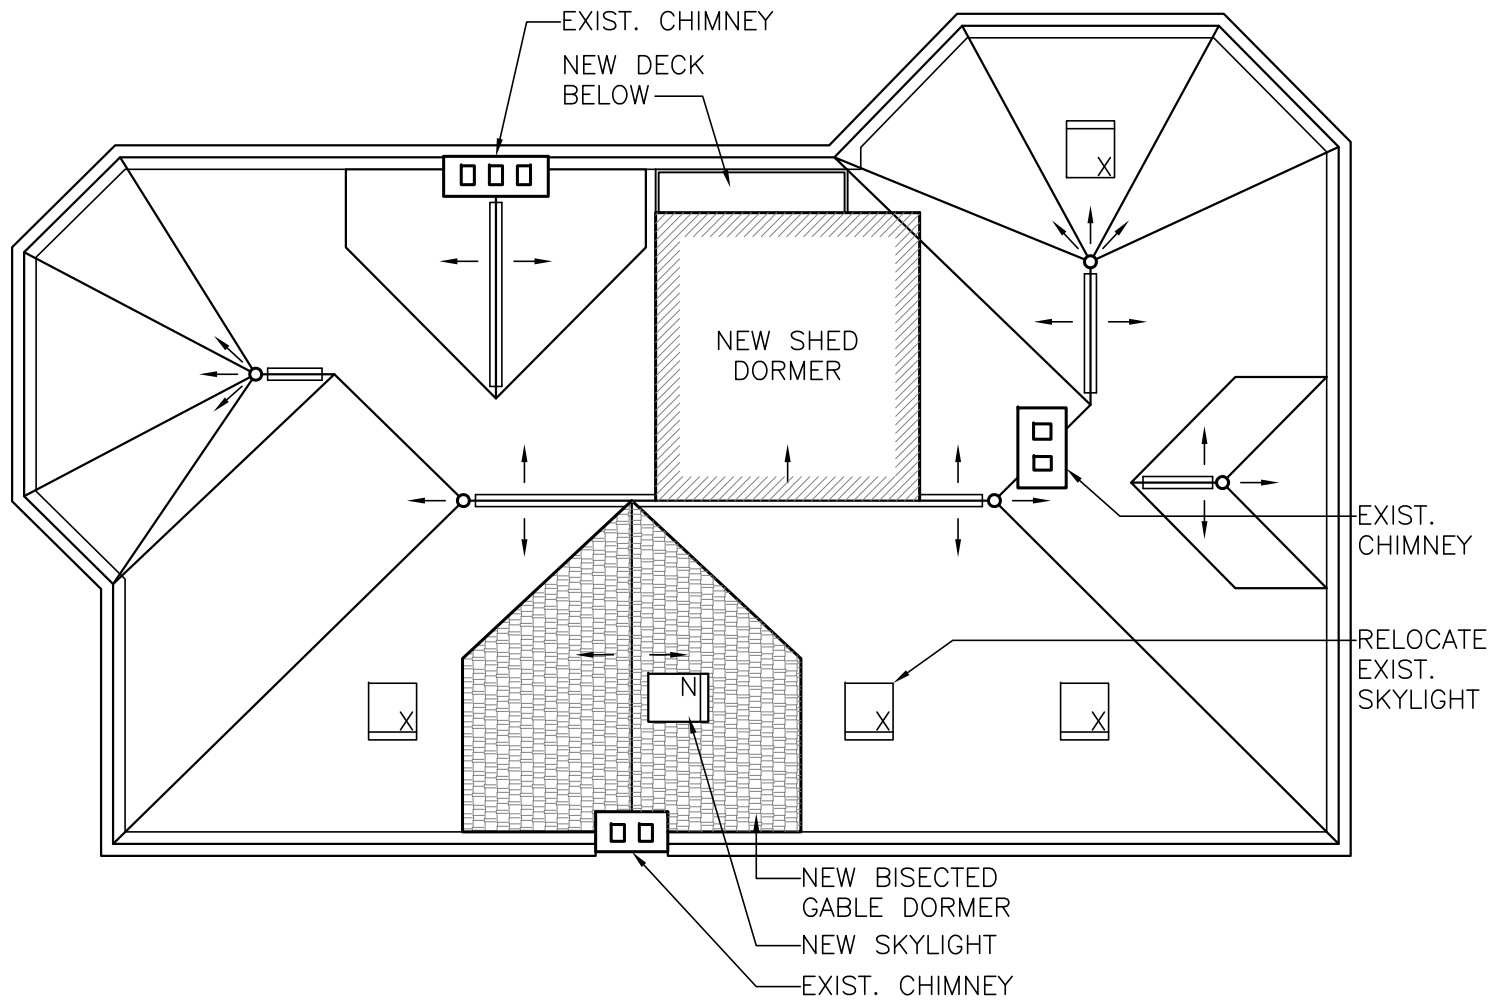 EXIST. CHIMNEY
NEW DECK
BELOW
X
NEW SHED
DORMER
EXIST.
CHIMNEY
RELOCATE
EXIST.
SKYLIGHT
N
X
X
X
NEW BISECTED
GABLE DORMER
NEW SKYLIGHT
EXIST. CHIMNEY